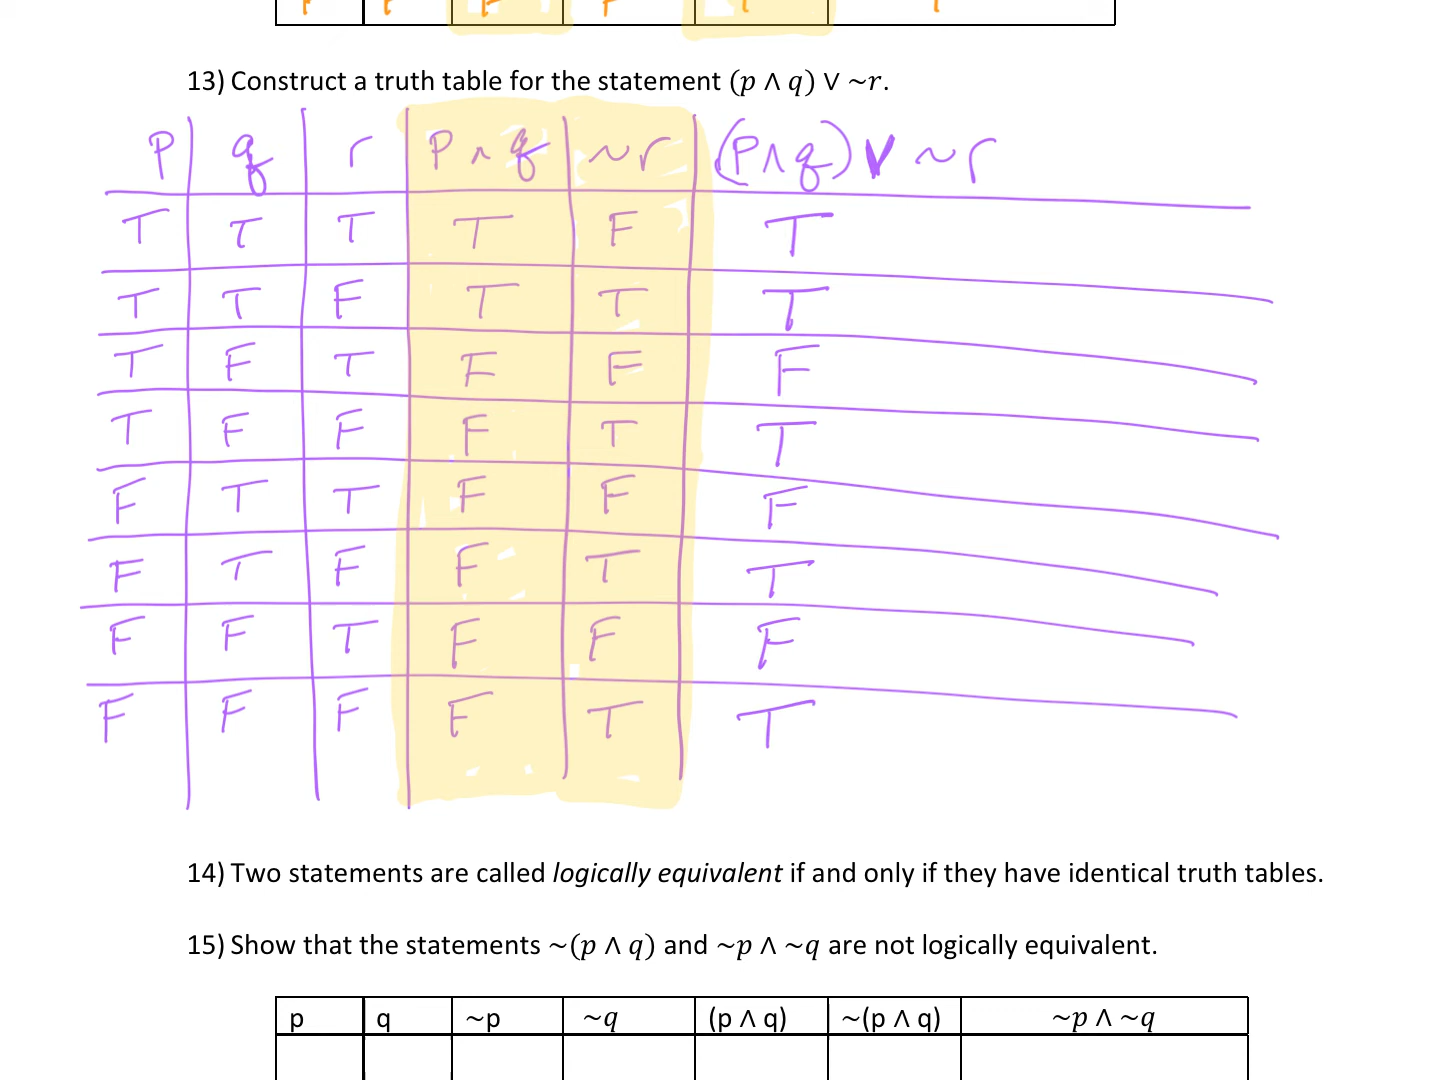 13) Construct a truth table for the statement (p ∧ q) ∨ ~r.
p q r p ∧ q ~r (p∧q) ∨ ~r
T T T T F T
T T F T T T
T F T F F F
T F F F T T
F T T F F F
F T F F T T
F F T F F F
F F F F T T
14) Two statements are called logically equivalent if and only if they have identical truth tables.
15) Show that the statements ~(p ∧ q) and ~p ∧ ~q are not logically equivalent.
p q ~p ~q (p ∧ q) ~(p ∧ q) ~p ∧ ~q